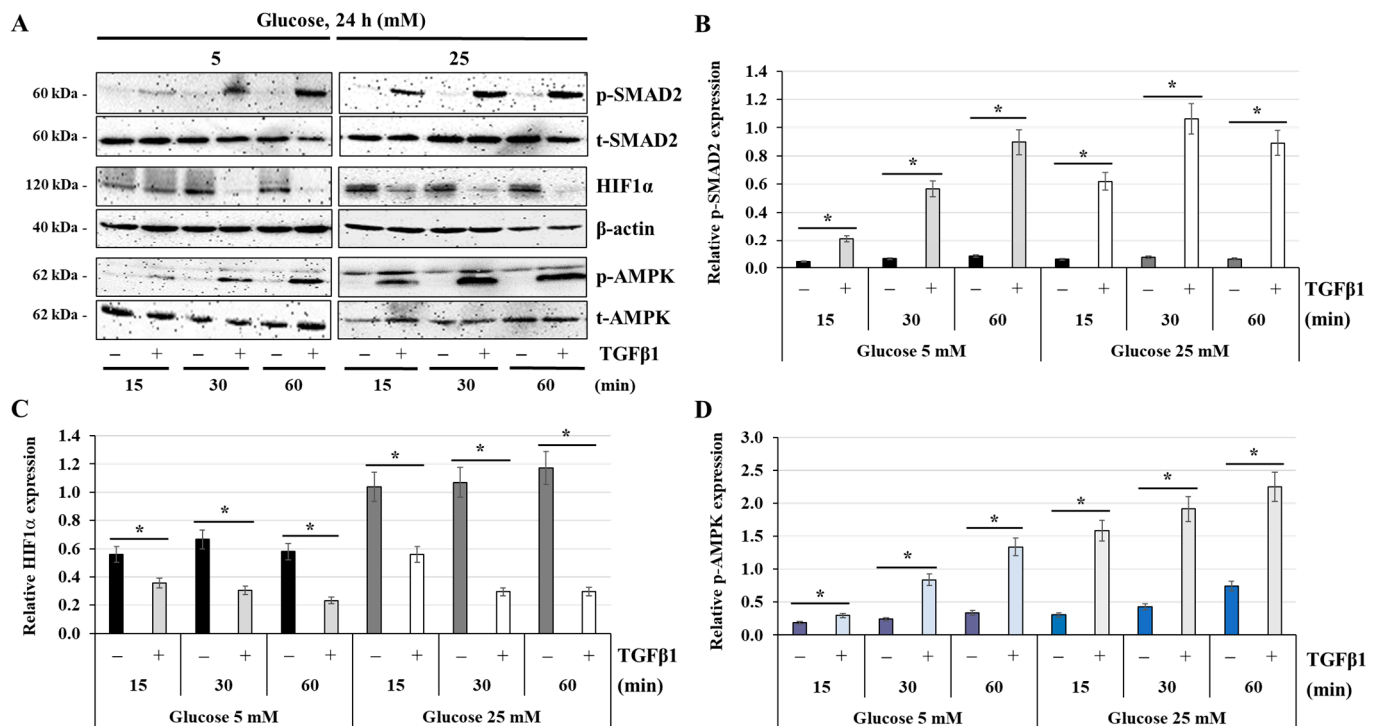 A
Glucose, 24 h (mM)
5 25
60 kDa - p-SMAD2
60 kDa - t-SMAD2
120 kDa - HIF1α
40 kDa - β-actin
62 kDa - p-AMPK
62 kDa - t-AMPK
– + – + – + – + – + – + TGFβ1
15 30 60 15 30 60 (min)
B
Relative p-SMAD2 expression
1.4
1.2
1.0
0.8
0.6
0.4
0.2
0.0
* * * * * *
– + – + – + – + – + – + TGFβ1
15 30 60 15 30 60 (min)
Glucose 5 mM Glucose 25 mM
C
Relative HIF1α expression
1.4
1.2
1.0
0.8
0.6
0.4
0.2
0.0
* * * * * *
– + – + – + – + – + – + TGFβ1
15 30 60 15 30 60 (min)
Glucose 5 mM Glucose 25 mM
D
Relative p-AMPK expression
3.0
2.5
2.0
1.5
1.0
0.5
0.0
* * * * * *
– + – + – + – + – + – + TGFβ1
15 30 60 15 30 60 (min)
Glucose 5 mM Glucose 25 mM